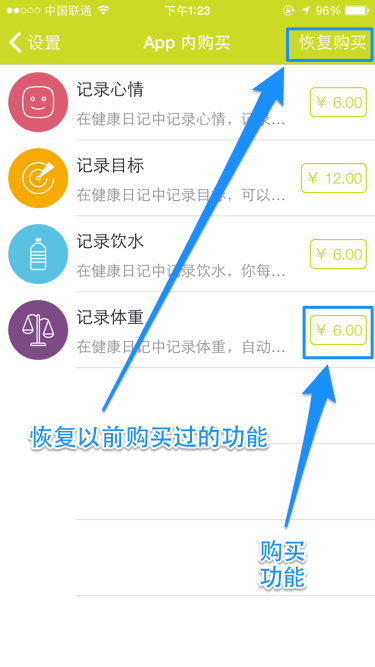 中国联通 下午1:23 96%
设置 App 内购买 恢复购买
记录心情
在健康日记中记录心情，记录... ¥ 6.00
记录目标
在健康日记中记录目标，可以... ¥ 12.00
记录饮水
在健康日记中记录饮水，你每... ¥ 6.00
记录体重
在健康日记中记录体重，自动... ¥ 6.00
恢复以前购买过的功能
购买
功能